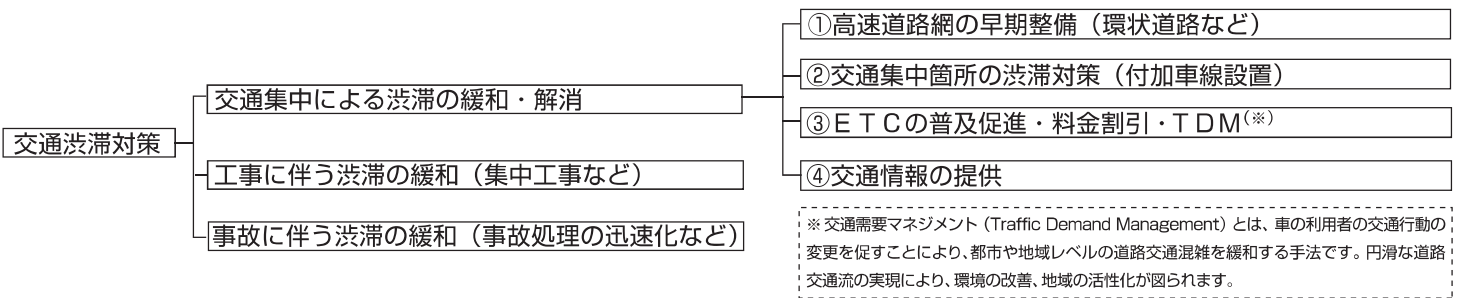 交通渋滞対策
交通集中による渋滞の緩和・解消
工事に伴う渋滞の緩和（集中工事など）
事故に伴う渋滞の緩和（事故処理の迅速化など）
①高速道路網の早期整備（環状道路など）
②交通集中箇所の渋滞対策（付加車線設置）
③ＥＴＣの普及促進・料金割引・ＴＤＭ(※)
④交通情報の提供
※ 交通需要マネジメント（Traffic Demand Management）とは、車の利用者の交通行動の
変更を促すことにより、都市や地域レベルの道路交通混雑を緩和する手法です。円滑な道路
交通流の実現により、環境の改善、地域の活性化が図られます。